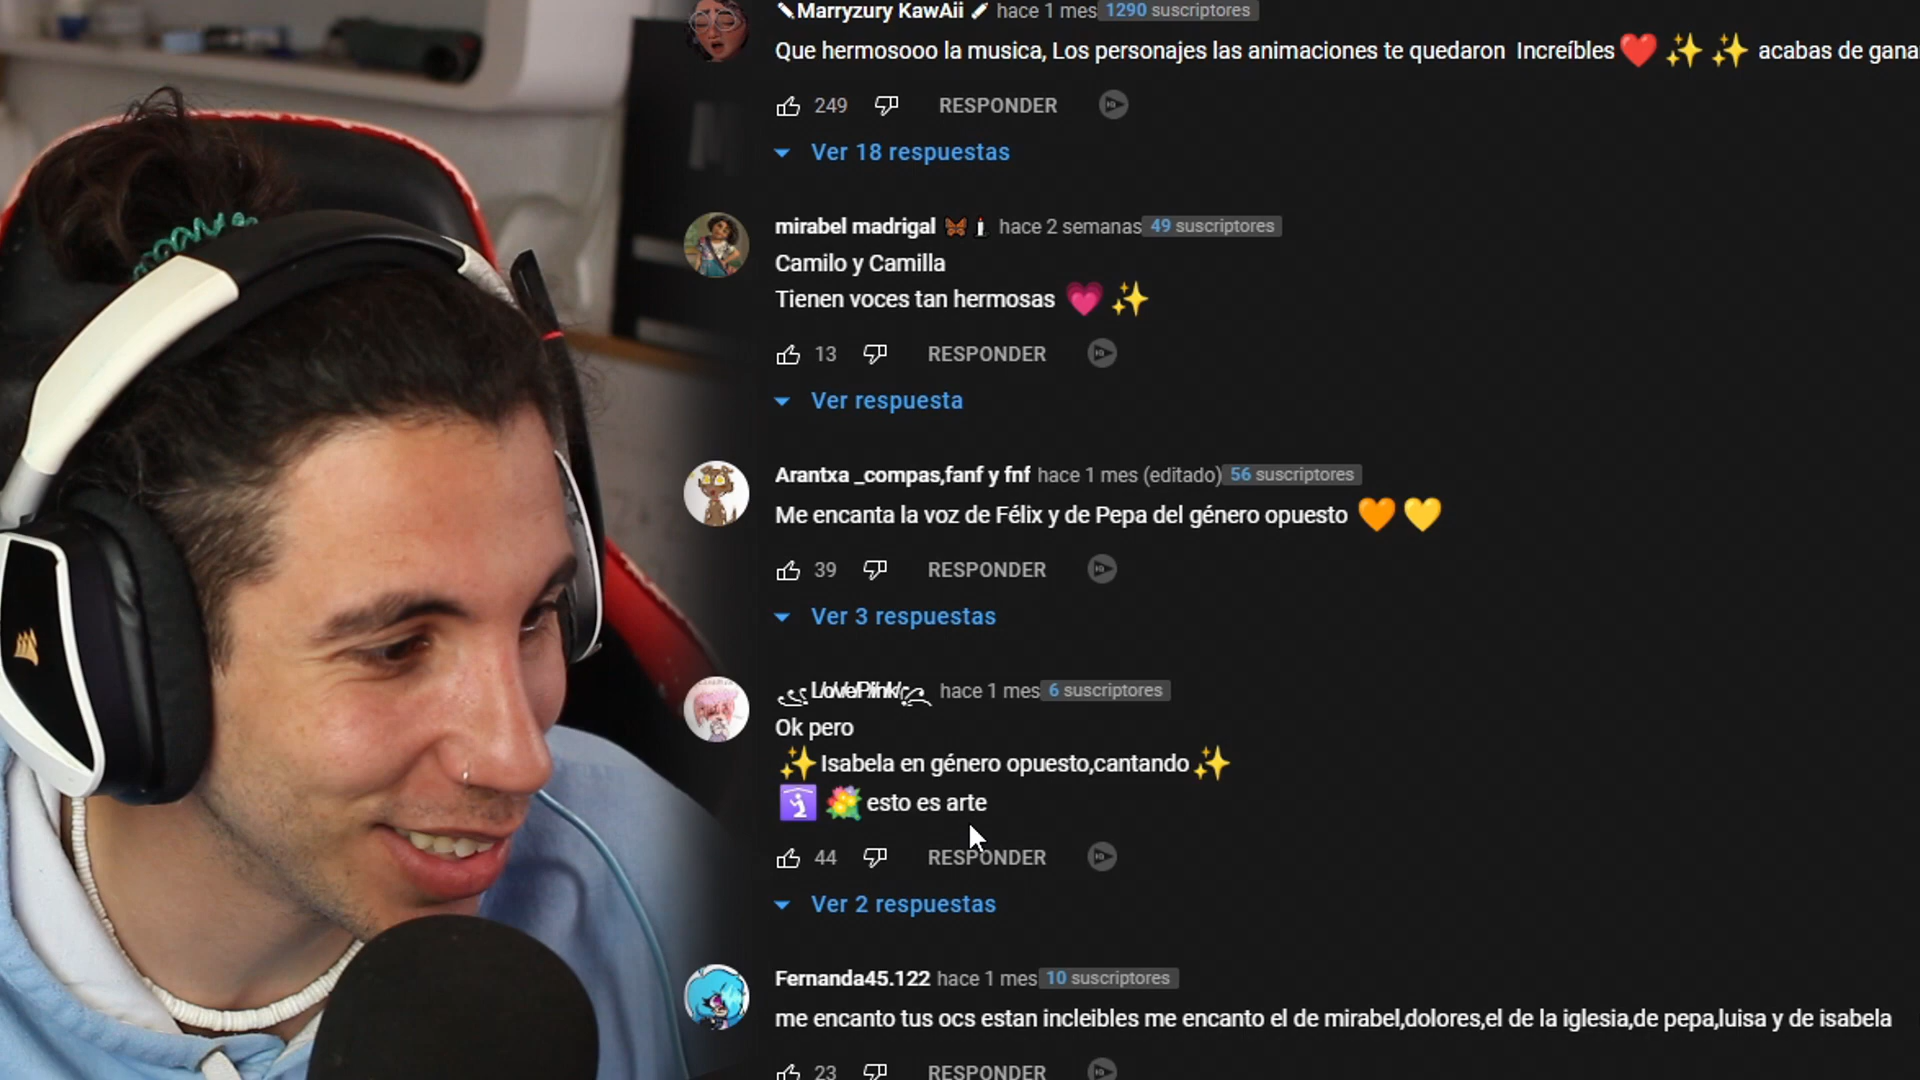 Marryzury KawAii hace 1 mes 1290 suscriptores
Que hermosooo la musica, Los personajes las animaciones te quedaron Increíbles❤️✨✨ acabas de gana
249 RESPONDER
Ver 18 respuestas
mirabel madrigal hace 2 semanas 49 suscriptores
Camilo y Camilla
Tienen voces tan hermosas 💗✨
13 RESPONDER
Ver respuesta
Arantxa _compas,fanf y fnf hace 1 mes (editado) 56 suscriptores
Me encanta la voz de Félix y de Pepa del género opuesto 🧡💛
39 RESPONDER
Ver 3 respuestas
hace 1 mes 6 suscriptores
Ok pero
✨Isabela en género opuesto,cantando✨
🛐💐esto es arte
44 RESPONDER
Ver 2 respuestas
Fernanda45.122 hace 1 mes 10 suscriptores
me encanto tus ocs estan incleibles me encanto el de mirabel,dolores,el de la iglesia,de pepa,luisa y de isabela
23 RESPONDER